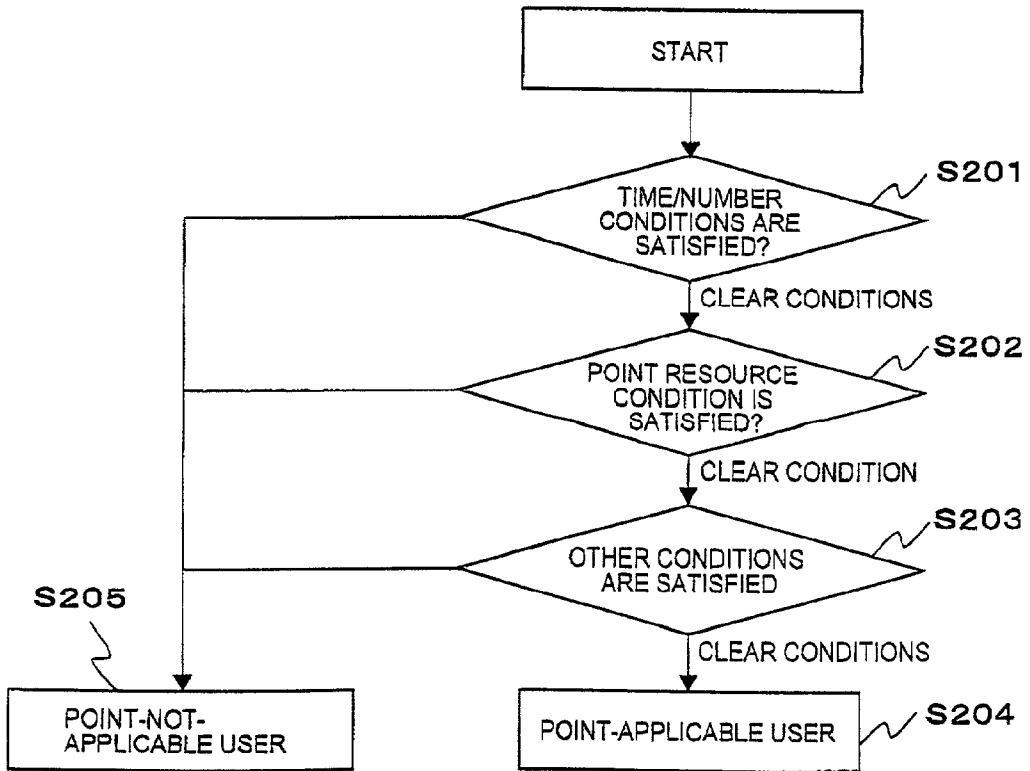 START
S201
TIME/NUMBER
CONDITIONS ARE
SATISFIED?
CLEAR CONDITIONS
S202
POINT RESOURCE
CONDITION IS
SATISFIED?
CLEAR CONDITION
S203
OTHER CONDITIONS
ARE SATISFIED
S205
CLEAR CONDITIONS
POINT-NOT-
APPLICABLE USER
POINT-APPLICABLE USER
S204